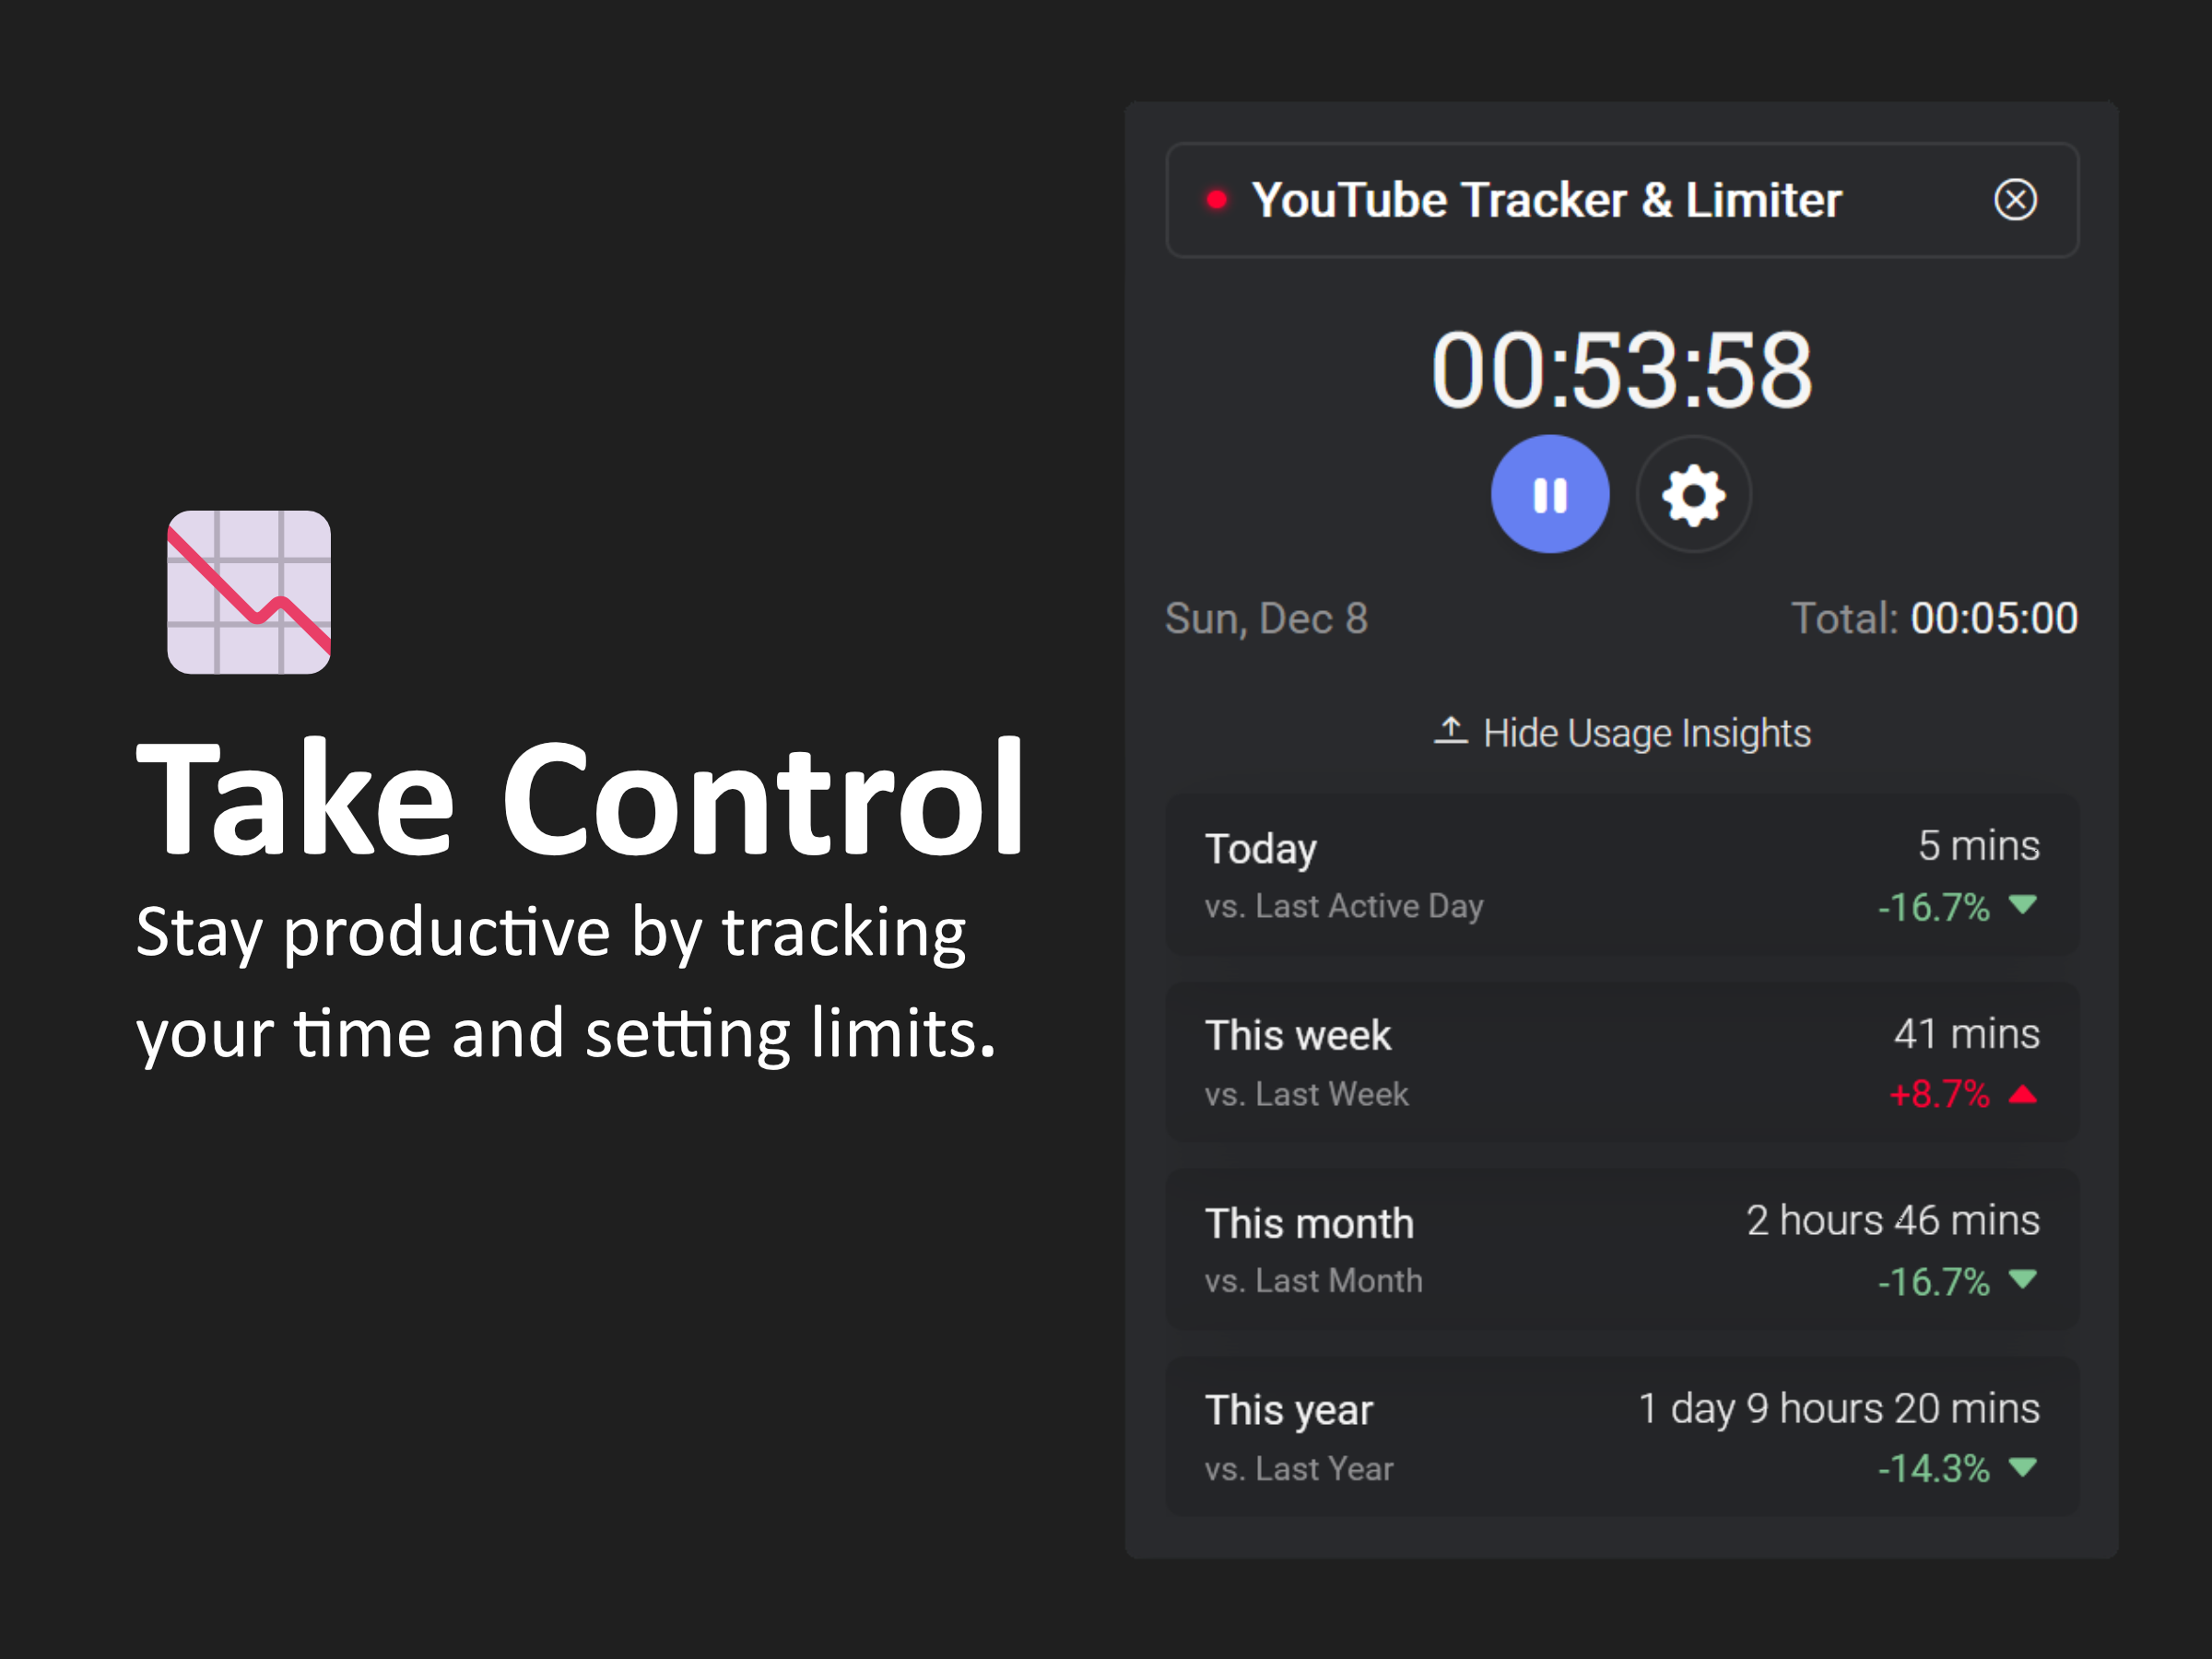 Take Control
Stay productive by tracking
your time and setting limits.
YouTube Tracker & Limiter
00:53:58
Sun, Dec 8
Total: 00:05:00
Hide Usage Insights
Today
5 mins
vs. Last Active Day
-16.7%
This week
41 mins
vs. Last Week
+8.7%
This month
2 hours 46 mins
vs. Last Month
-16.7%
This year
1 day 9 hours 20 mins
vs. Last Year
-14.3%